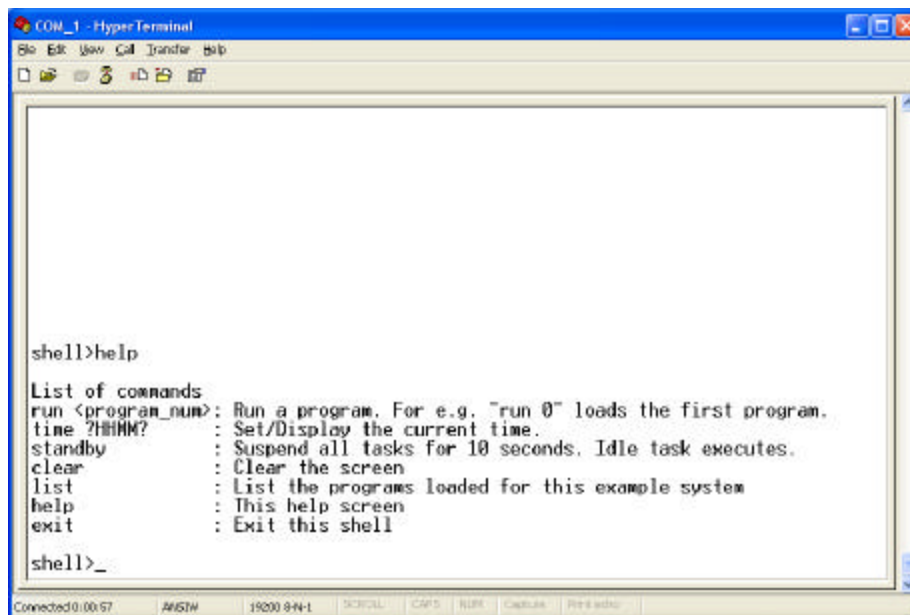 COM_1 - HyperTerminal
File Edit View Call Transfer Help
shell>help
List of commands
run <program_num>: Run a program. For e.g. "run 0" loads the first program.
time ?HHMM? : Set/Display the current time.
standby : Suspend all tasks for 10 seconds. Idle task executes.
clear : Clear the screen
list : List the programs loaded for this example system
help : This help screen
exit : Exit this shell
shell>_
Connected 0:00:57 ANSIW 19200 8-N-1 SCROLL CAPS NUM Capture Print echo